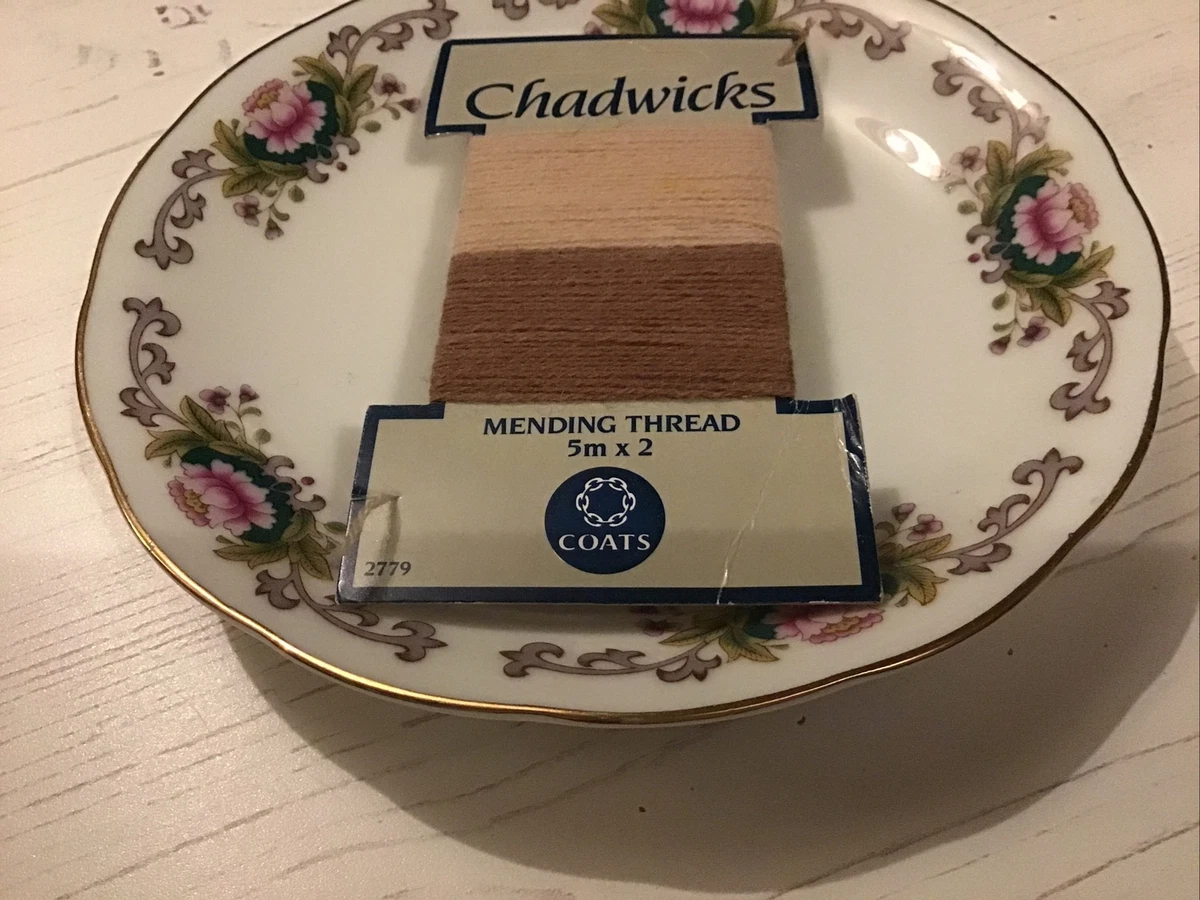 Chadwicks
MENDING THREAD
5m x 2
COATS
2779